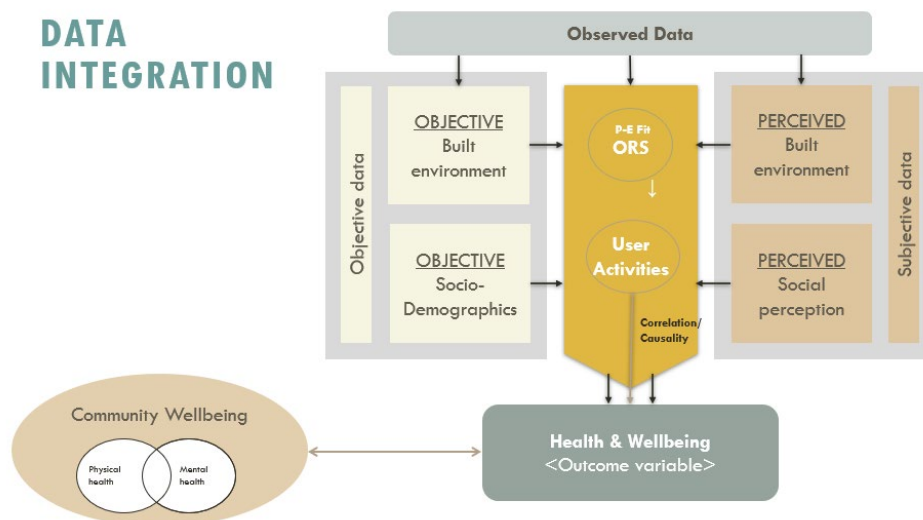 DATA
INTEGRATION
Observed Data
Objective data
OBJECTIVE
Built
environment
OBJECTIVE
Socio-
Demographics
P-E Fit
ORS
↓
User
Activities
Correlation/
Causality
PERCEIVED
Built
environment
PERCEIVED
Social
perception
Subjective data
Community Wellbeing
Physical
health
Mental
health
Health & Wellbeing
<Outcome variable>